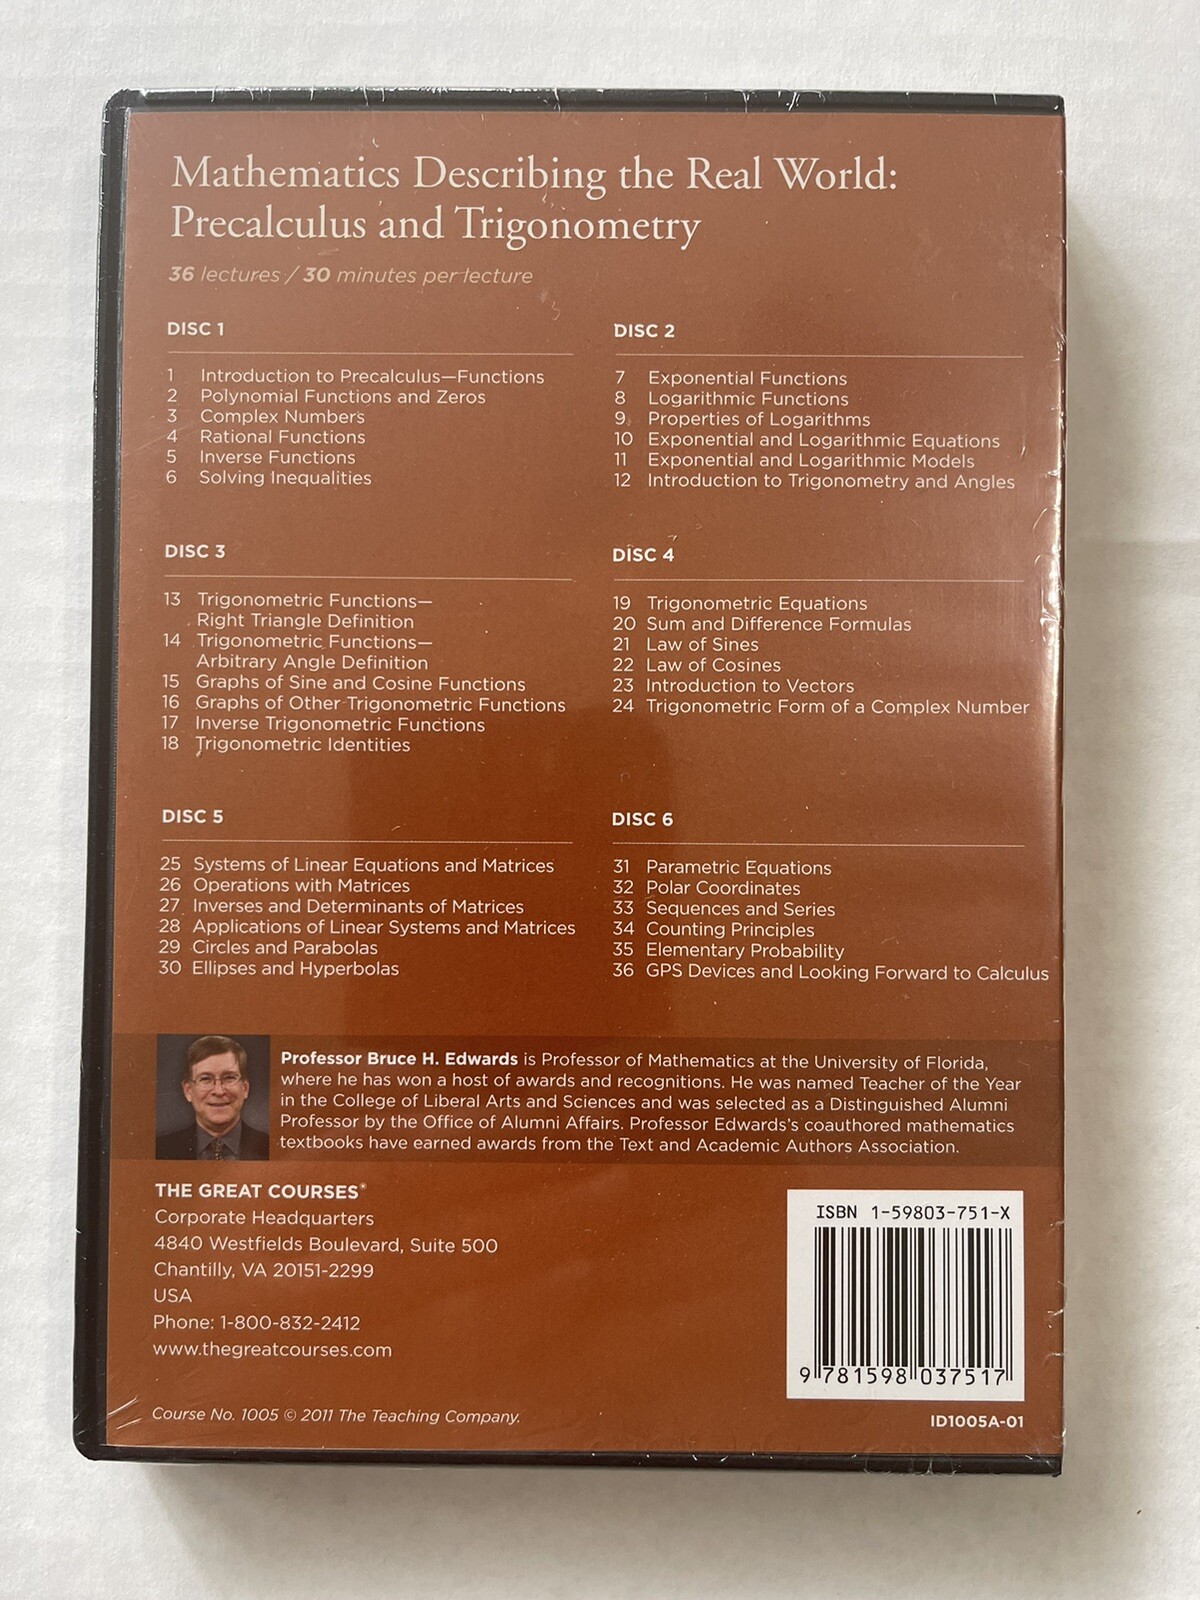 Mathematics Describing the Real World:
Precalculus and Trigonometry
36 lectures / 30 minutes per lecture
DISC 1
1 Introduction to Precalculus—Functions
2 Polynomial Functions and Zeros
3 Complex Numbers
4 Rational Functions
5 Inverse Functions
6 Solving Inequalities
DISC 2
7 Exponential Functions
8 Logarithmic Functions
9 Properties of Logarithms
10 Exponential and Logarithmic Equations
11 Exponential and Logarithmic Models
12 Introduction to Trigonometry and Angles
DISC 3
13 Trigonometric Functions—
Right Triangle Definition
14 Trigonometric Functions—
Arbitrary Angle Definition
15 Graphs of Sine and Cosine Functions
16 Graphs of Other Trigonometric Functions
17 Inverse Trigonometric Functions
18 Trigonometric Identities
DISC 4
19 Trigonometric Equations
20 Sum and Difference Formulas
21 Law of Sines
22 Law of Cosines
23 Introduction to Vectors
24 Trigonometric Form of a Complex Number
DISC 5
25 Systems of Linear Equations and Matrices
26 Operations with Matrices
27 Inverses and Determinants of Matrices
28 Applications of Linear Systems and Matrices
29 Circles and Parabolas
30 Ellipses and Hyperbolas
DISC 6
31 Parametric Equations
32 Polar Coordinates
33 Sequences and Series
34 Counting Principles
35 Elementary Probability
36 GPS Devices and Looking Forward to Calculus
Professor Bruce H. Edwards is Professor of Mathematics at the University of Florida,
where he has won a host of awards and recognitions. He was named Teacher of the Year
in the College of Liberal Arts and Sciences and was selected as a Distinguished Alumni
Professor by the Office of Alumni Affairs. Professor Edwards's coauthored mathematics
textbooks have earned awards from the Text and Academic Authors Association.
THE GREAT COURSES®
Corporate Headquarters
4840 Westfields Boulevard, Suite 500
Chantilly, VA 20151-2299
USA
Phone: 1-800-832-2412
www.thegreatcourses.com
Course No. 1005 © 2011 The Teaching Company.
ISBN 1-59803-751-X
9 781598 037517
ID1005A-01